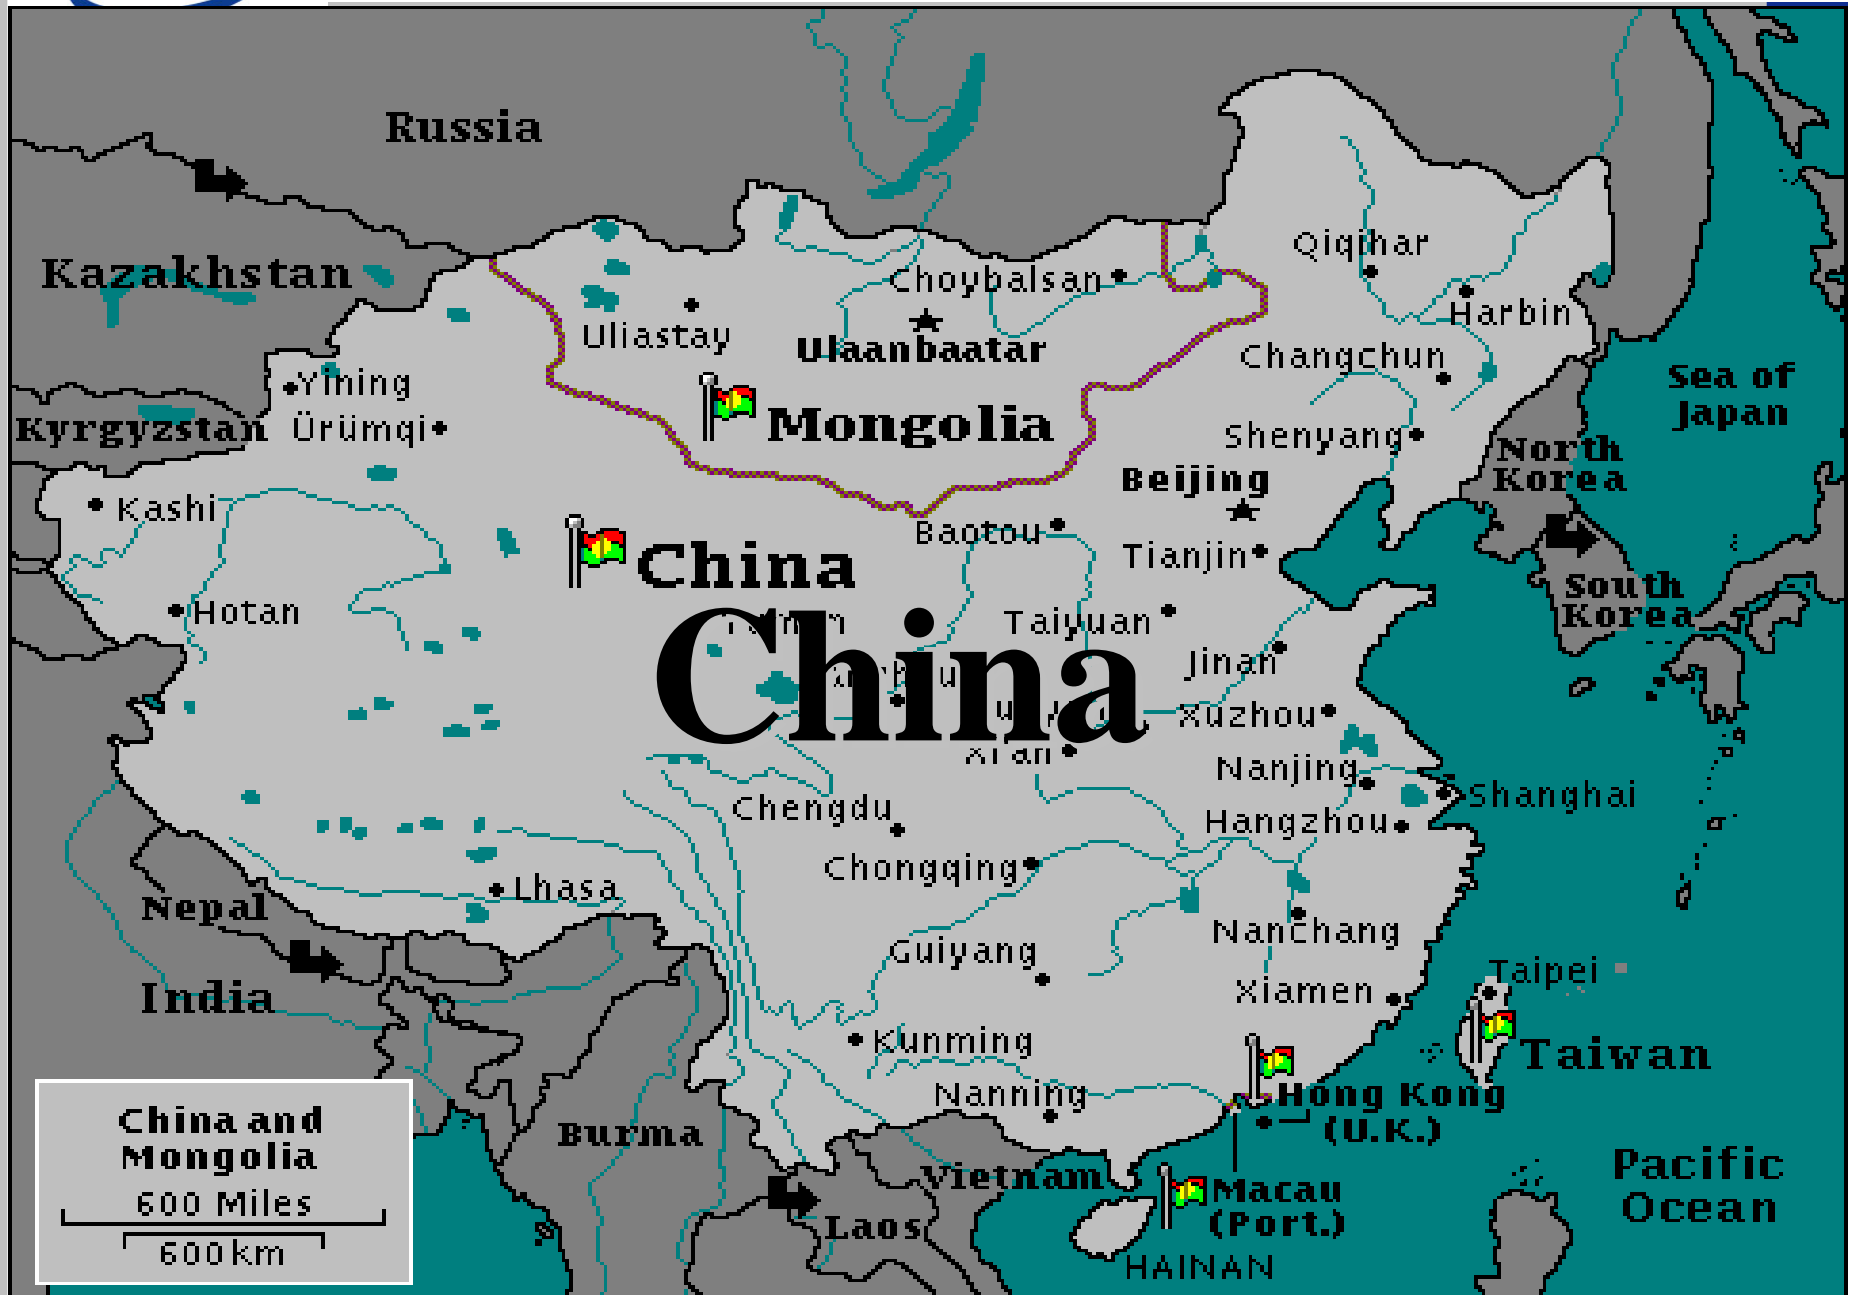 Russia
Kazakhstan
Qiqihar
Choybalsan
Harbin
Uliastay
Ulaanbaatar
Changchun
Sea of
Japan
Yining
Kyrgyzstan
Ürümqi
Mongolia
Shenyang
North
Korea
Beijing
Kashi
Baotou
Tianjin
China
South
Korea
Hotan
Taiyuan
China
Jinan
Xuzhou
Xi'an
Nanjing
Shanghai
Chengdu
Hangzhou
Chongqing
Lhasa
Nepal
Nanchang
Guiyang
Taipei
India
Xiamen
Kunming
Taiwan
Nanning
Hong Kong
(U.K.)
China and
Mongolia
Burma
Vietnam
Pacific
Ocean
600 Miles
Macau
(Port.)
Laos
600km
HAINAN